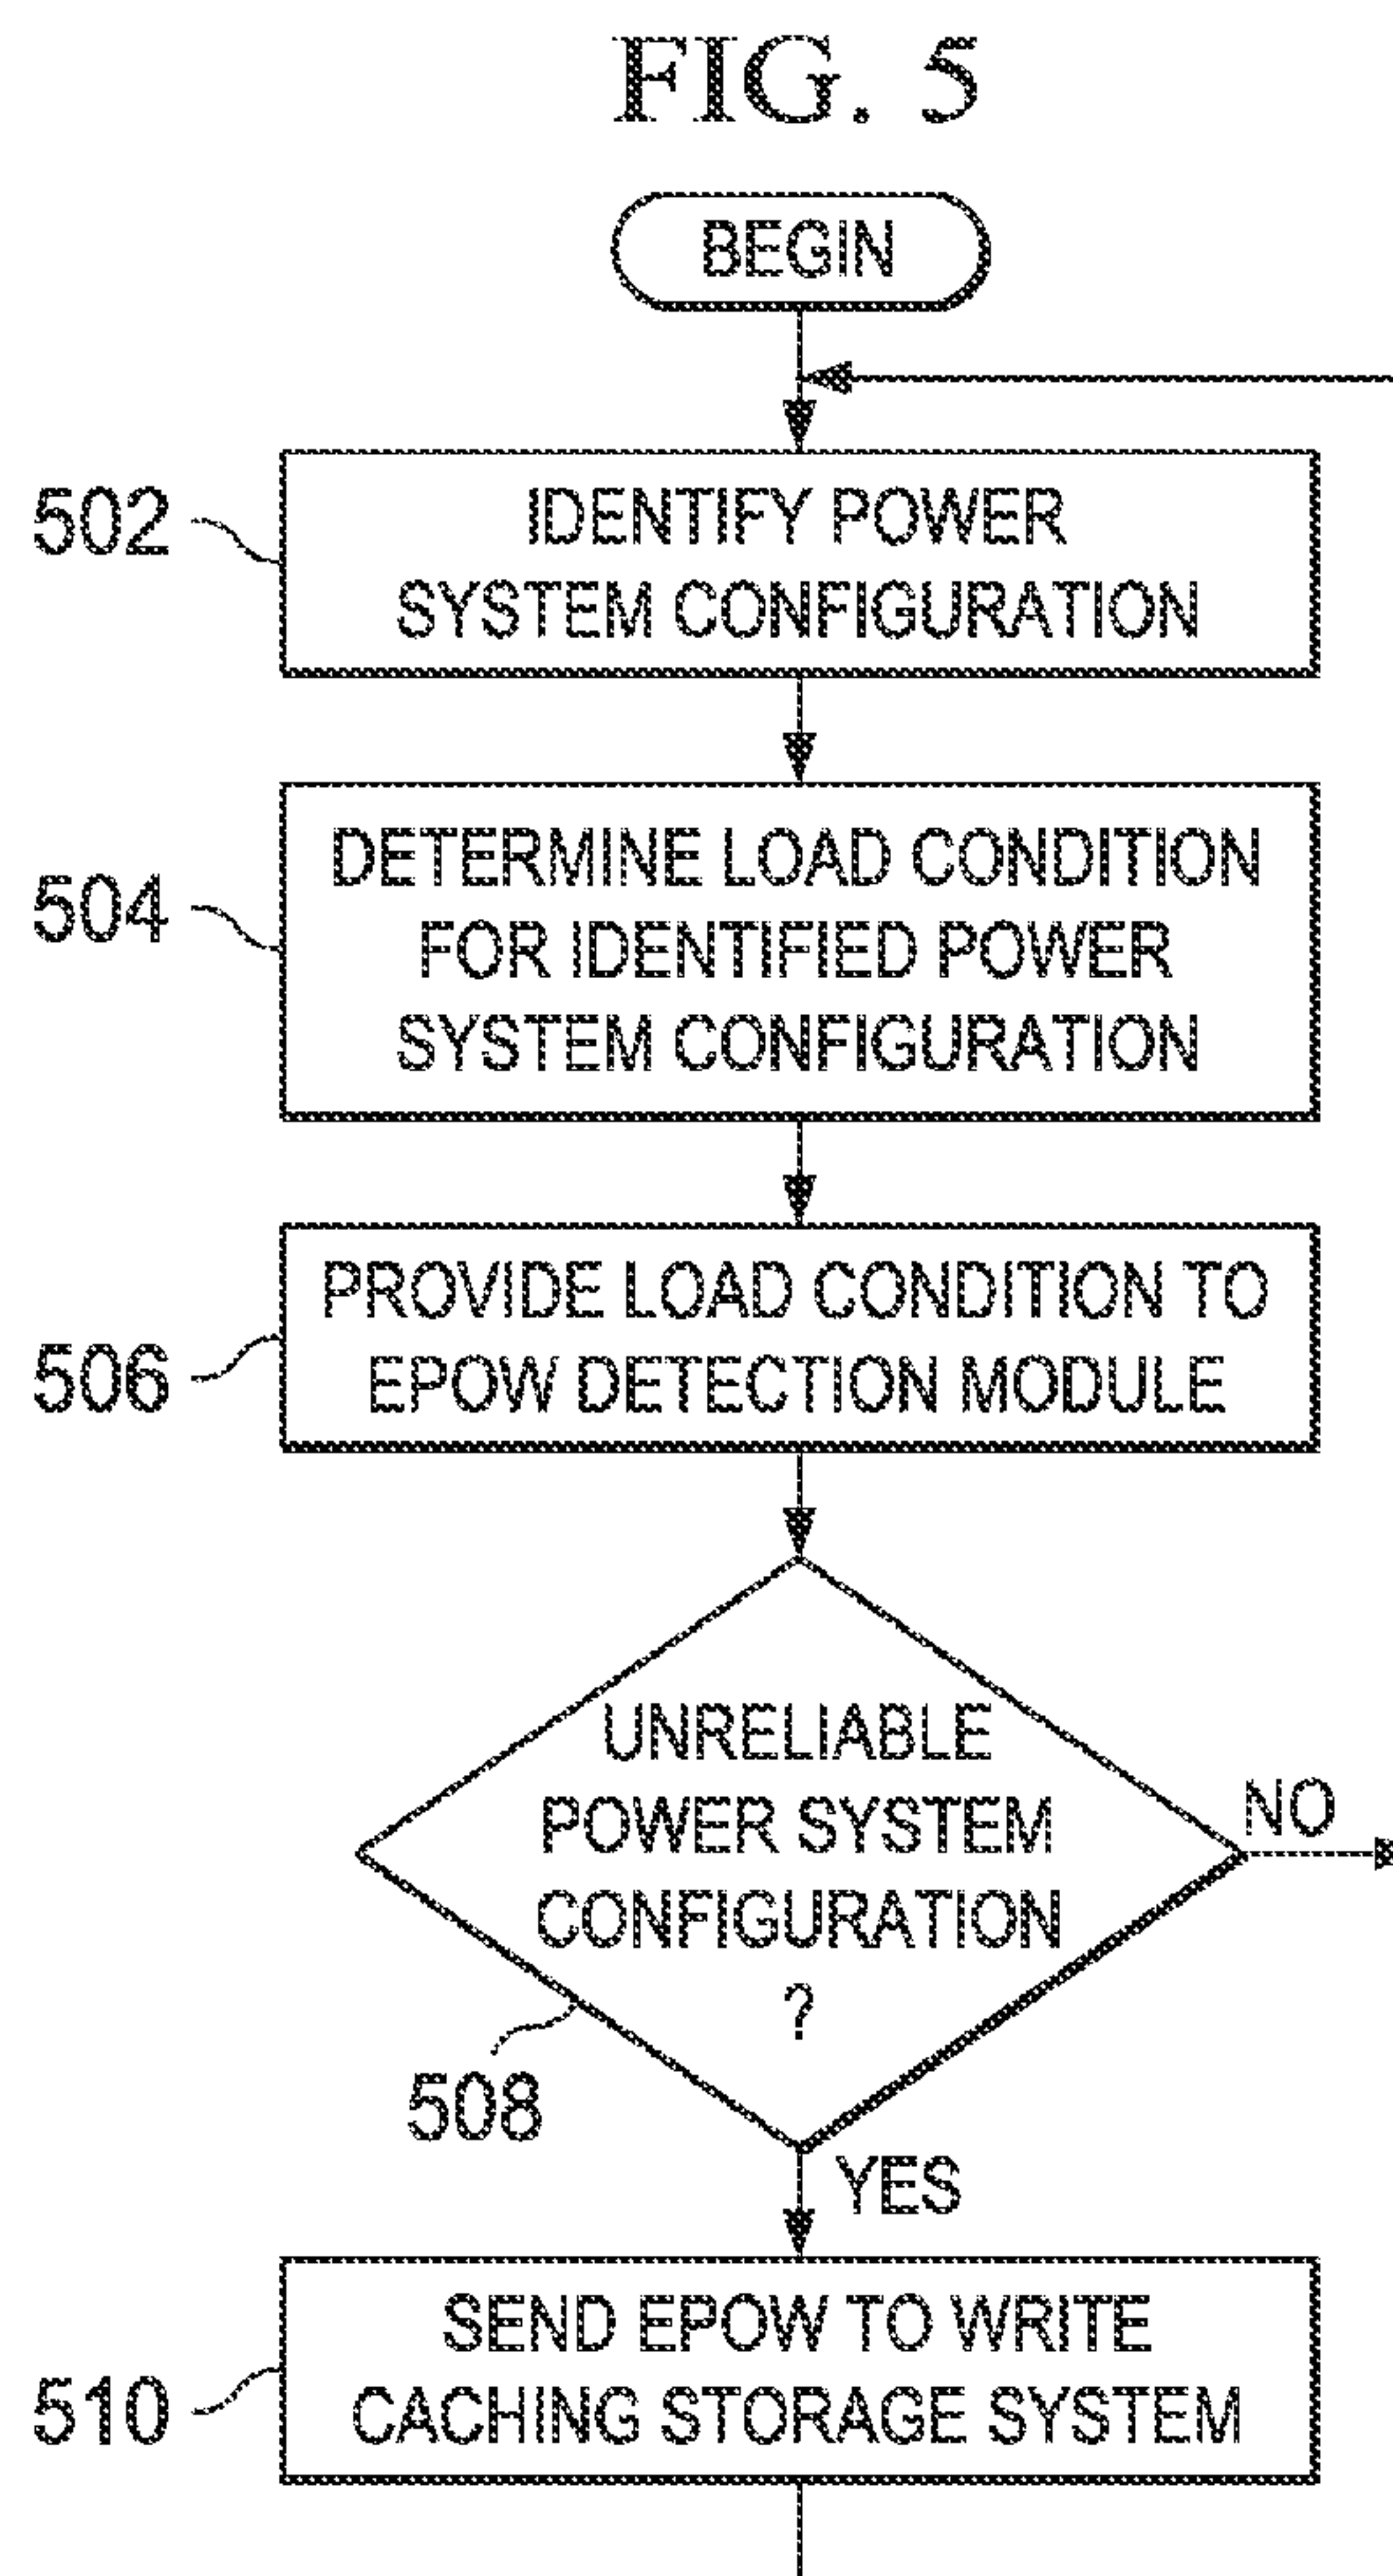 FIG. 5
BEGIN
502
IDENTIFY POWER
SYSTEM CONFIGURATION
504
DETERMINE LOAD CONDITION
FOR IDENTIFIED POWER
SYSTEM CONFIGURATION
506
PROVIDE LOAD CONDITION TO
EPOW DETECTION MODULE
UNRELIABLE
POWER SYSTEM
CONFIGURATION
?
NO
508
YES
510
SEND EPOW TO WRITE
CACHING STORAGE SYSTEM